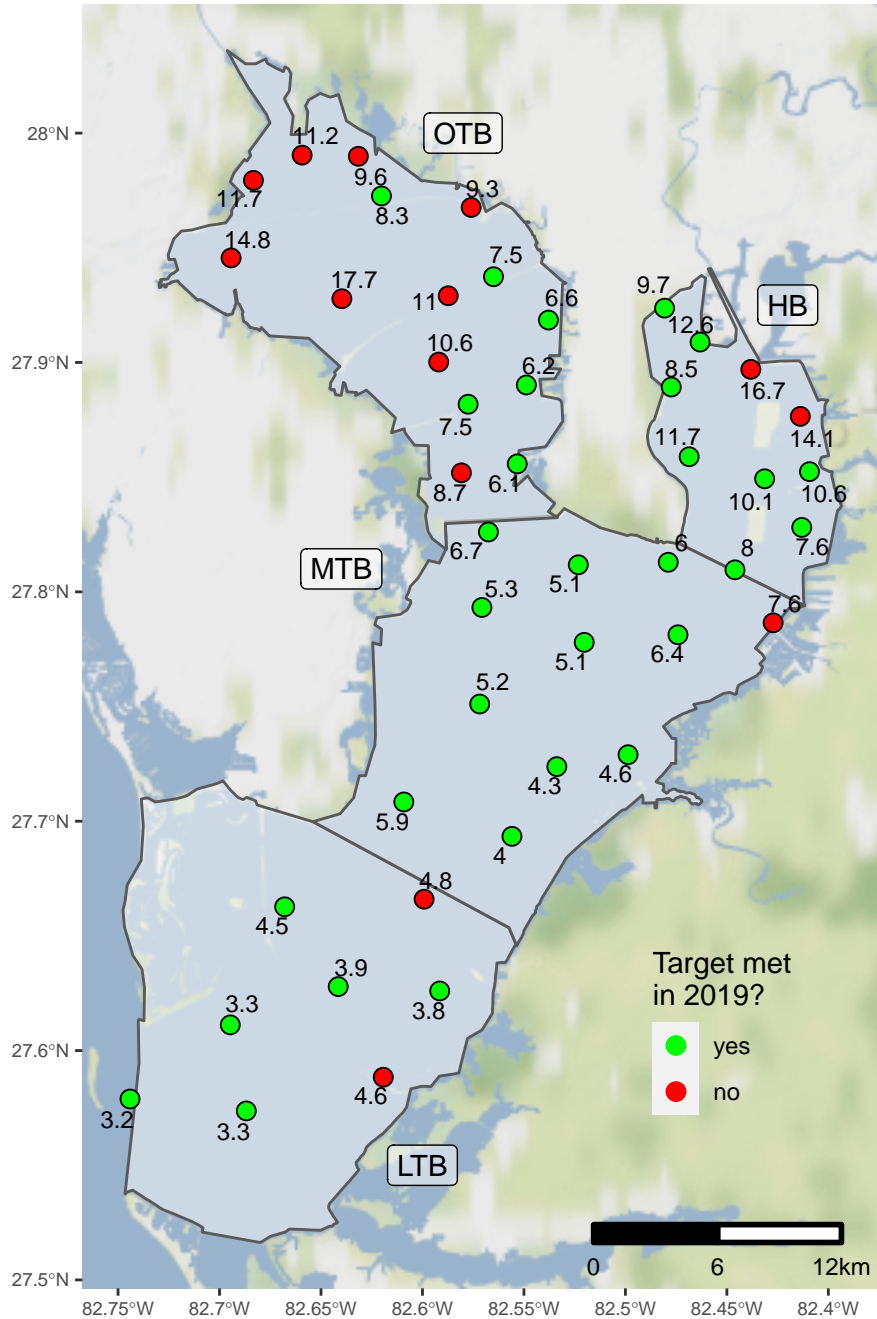 28°N
27.9°N
27.8°N
27.7°N
27.6°N
27.5°N
82.75°W
82.7°W
82.65°W
82.6°W
82.55°W
82.5°W
82.45°W
82.4°W
OTB
11.2
9.6
11.7
8.3
9.3
14.8
7.5
17.7
11
6.6
10.6
6.2
7.5
8.7
6.1
HB
9.7
12.6
8.5
16.7
14.1
11.7
10.1
10.6
7.6
8
MTB
6.7
5.1
6
5.3
7.6
5.1
6.4
5.2
4.3
4.6
5.9
4
4.8
4.5
3.9
3.8
3.3
4.6
3.2
3.3
LTB
Target met
in 2019?
yes
no
0 6 12km